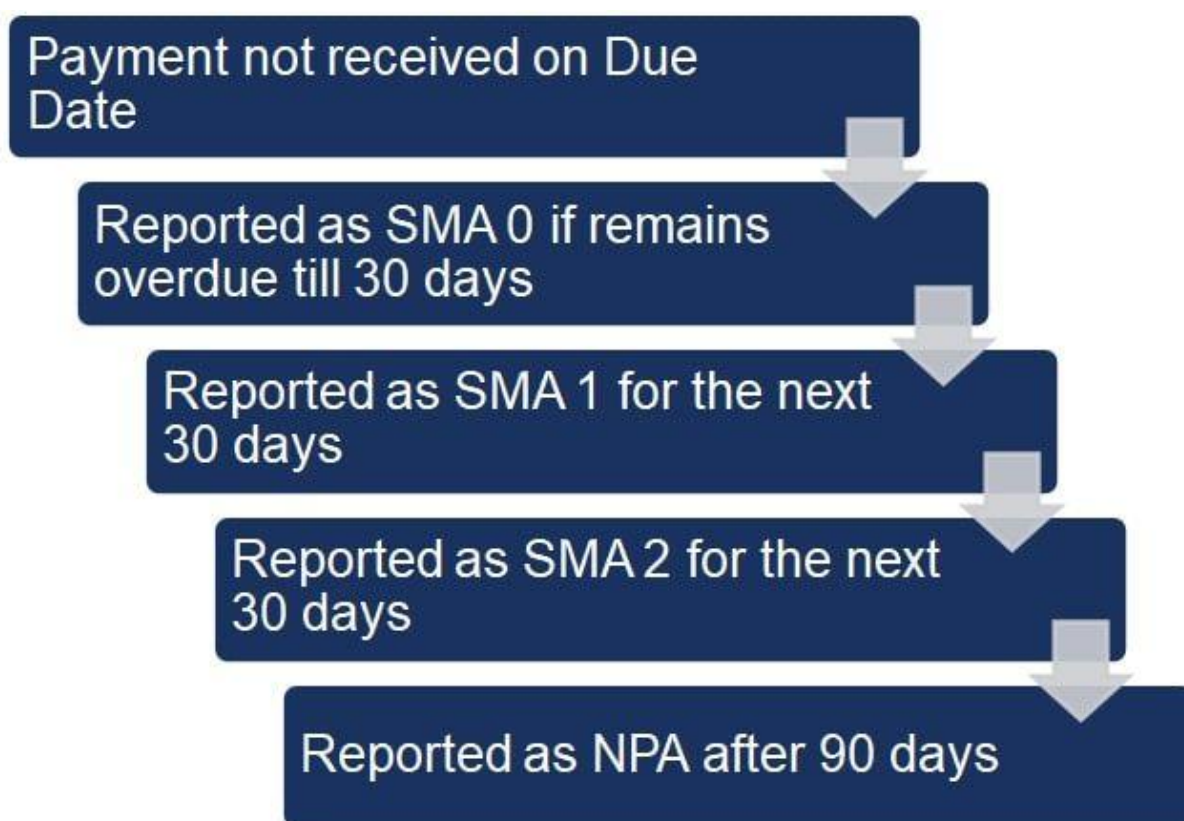 Payment not received on Due
Date
Reported as SMA 0 if remains
overdue till 30 days
Reported as SMA 1 for the next
30 days
Reported as SMA 2 for the next
30 days
Reported as NPA after 90 days